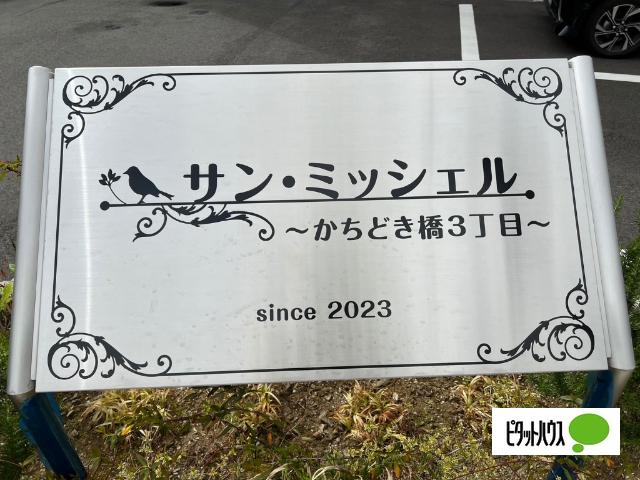 サン・ミッシェル
～かちどき橋3丁目～
since 2023
ピタットハウス